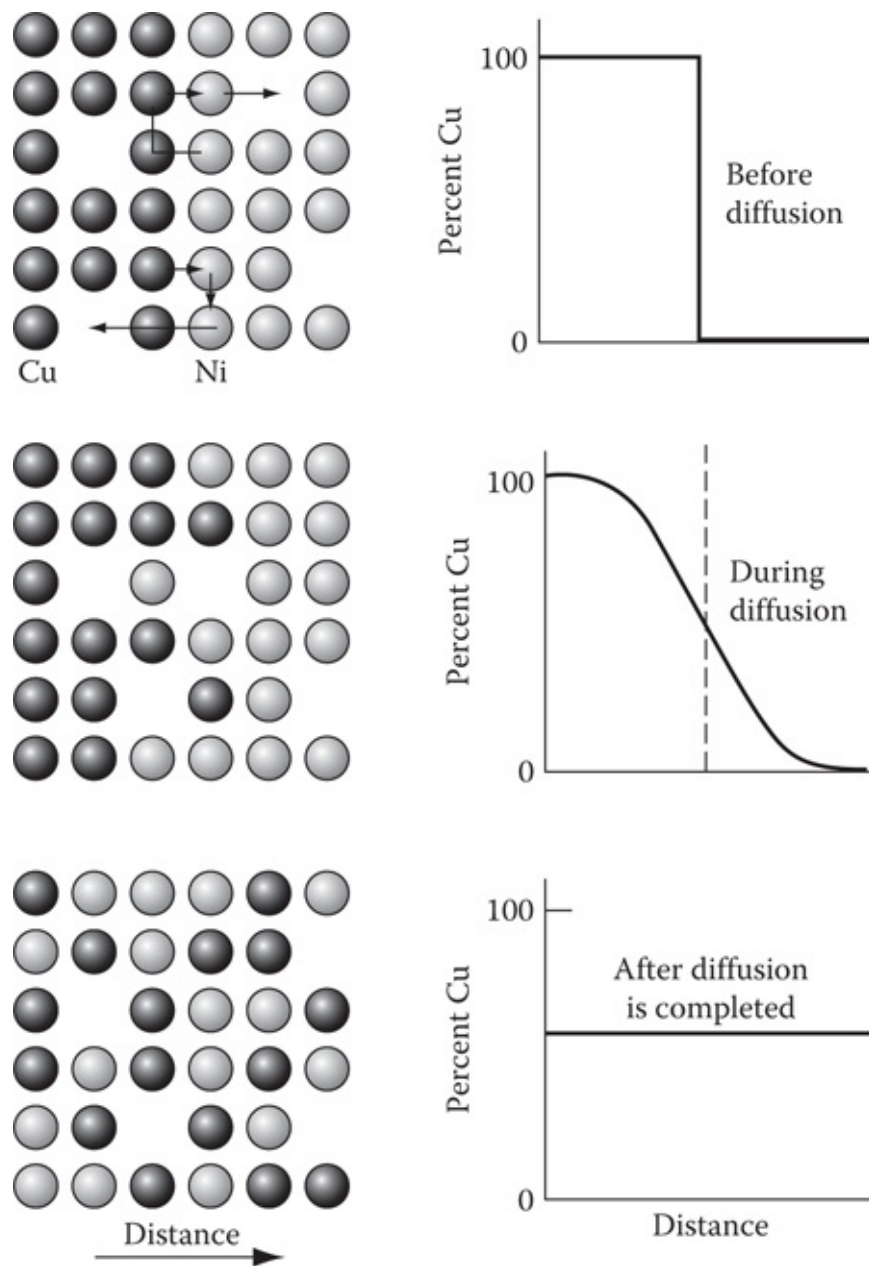 Cu
Ni
Percent Cu
100
0
Before
diffusion
Percent Cu
100
0
During
diffusion
Percent Cu
100
0
After diffusion
is completed
Distance
Distance